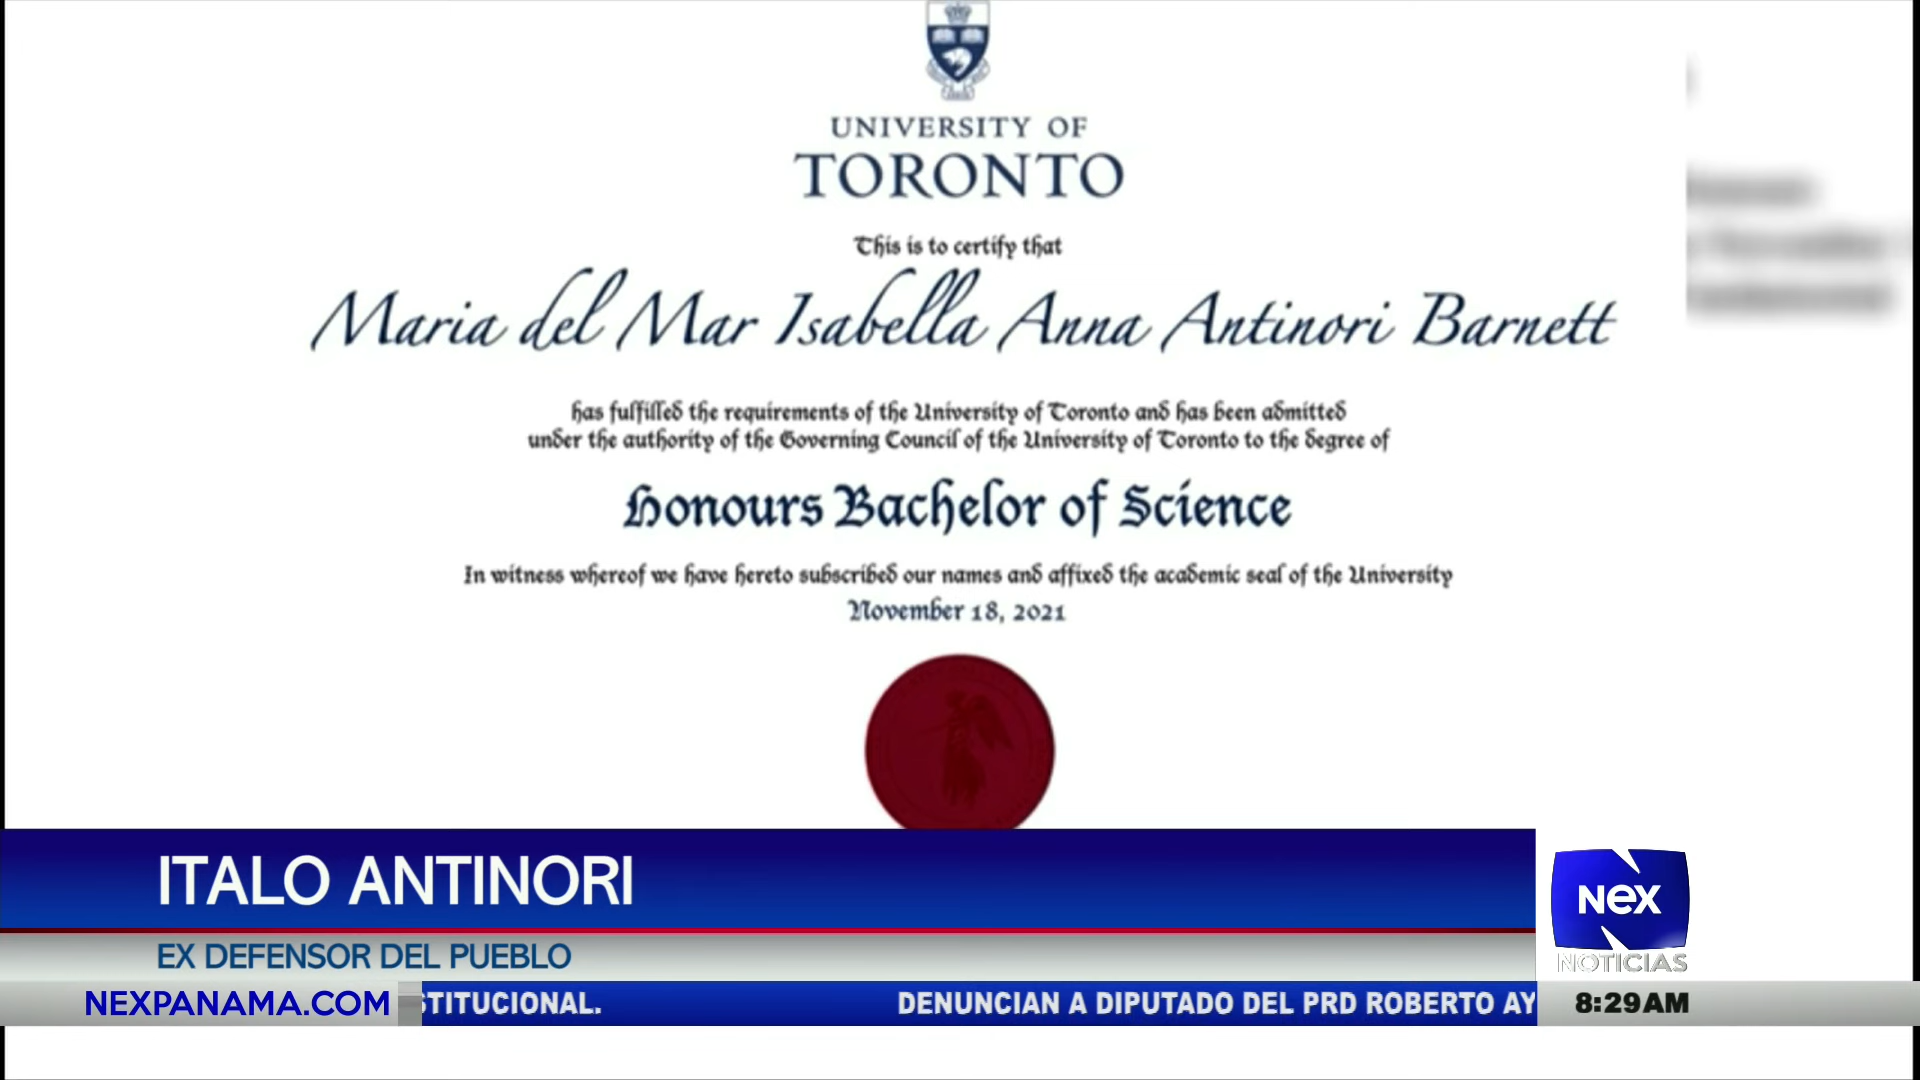 UNIVERSITY OF
TORONTO
This is to certify that
Maria del Mar Isabella Anna Antinori Barnett
has fulfilled the requirements of the University of Toronto and has been admitted
under the authority of the Governing Council of the University of Toronto to the degree of
Honours Bachelor of Science
In witness whereof we have hereto subscribed our names and affixed the academic seal of the University
November 18, 2021
ITALO ANTINORI
EX DEFENSOR DEL PUEBLO
nex
NOTICIAS
NEXPANAMA.COM
STITUCIONAL. DENUNCIAN A DIPUTADO DEL PRD ROBERTO AY
8:29AM